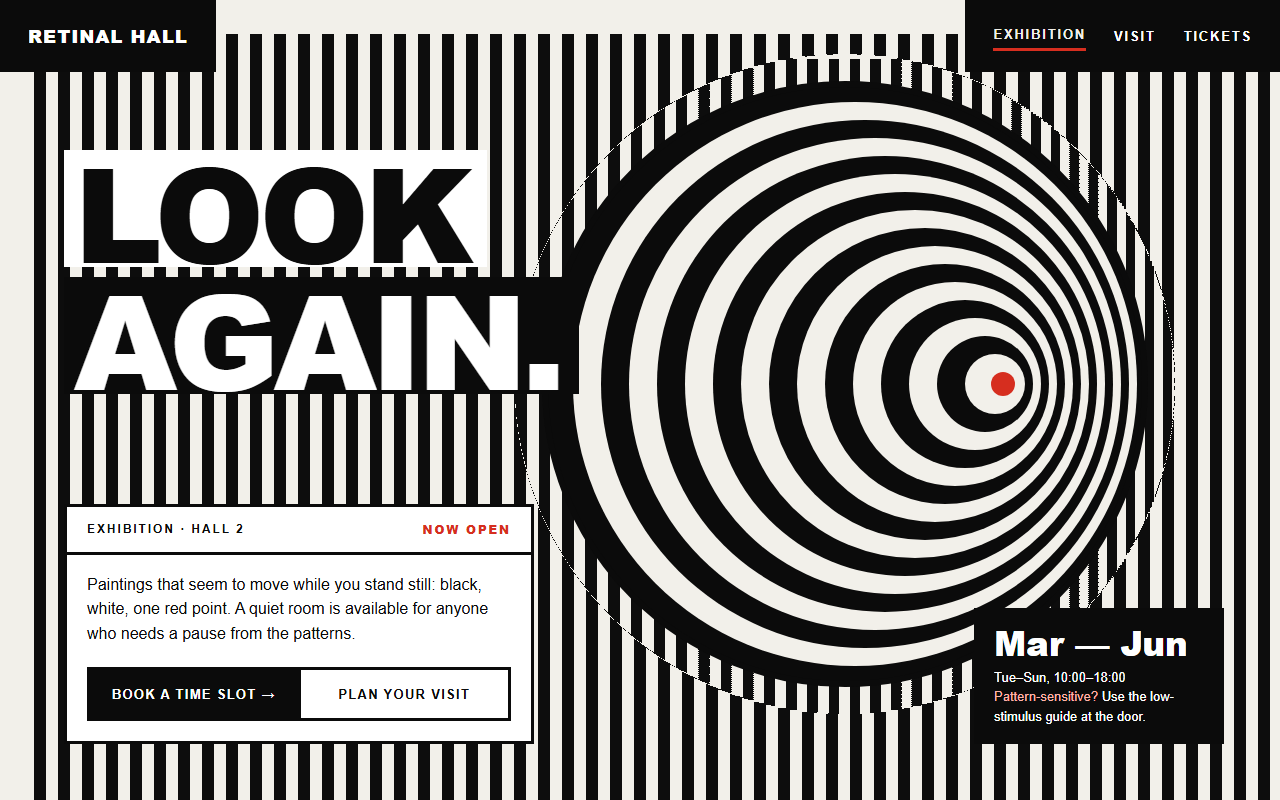 RETINAL HALL
EXHIBITION
VISIT
TICKETS
LOOK
AGAIN.
EXHIBITION · HALL 2
NOW OPEN
Paintings that seem to move while you stand still: black,
white, one red point. A quiet room is available for anyone
who needs a pause from the patterns.
BOOK A TIME SLOT →
PLAN YOUR VISIT
Mar — Jun
Tue–Sun, 10:00–18:00
Pattern-sensitive? Use the low-
stimulus guide at the door.